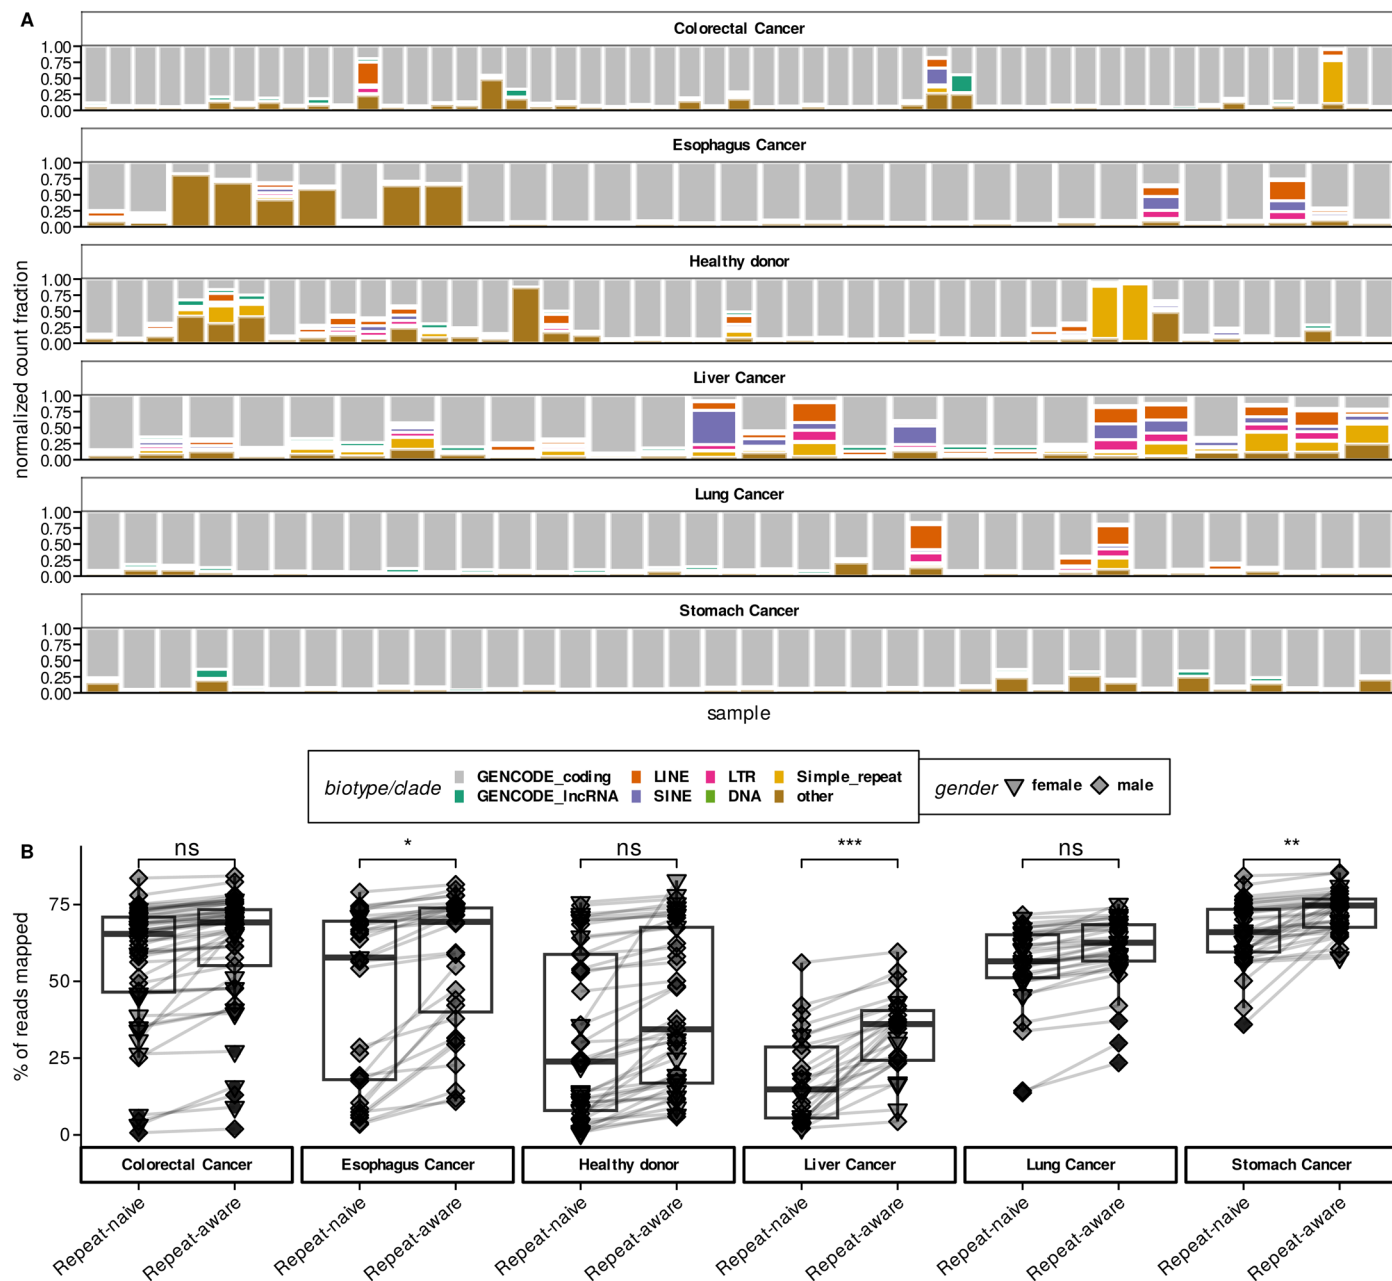 A
Colorectal Cancer
1.00
0.75
0.50
0.25
0.00
Esophagus Cancer
1.00
0.75
0.50
0.25
0.00
Healthy donor
1.00
0.75
0.50
0.25
0.00
Liver Cancer
1.00
0.75
0.50
0.25
0.00
Lung Cancer
1.00
0.75
0.50
0.25
0.00
Stomach Cancer
1.00
0.75
0.50
0.25
0.00
normalized count fraction
sample
biotype/clade
GENCODE_coding LINE LTR Simple_repeat
GENCODE_lncRNA SINE DNA other
gender female male
B
ns * ns *** ns **
% of reads mapped
75
50
25
0
Colorectal Cancer Esophagus Cancer Healthy donor Liver Cancer Lung Cancer Stomach Cancer
Repeat-naive Repeat-aware Repeat-naive Repeat-aware Repeat-naive Repeat-aware Repeat-naive Repeat-aware Repeat-naive Repeat-aware Repeat-naive Repeat-aware